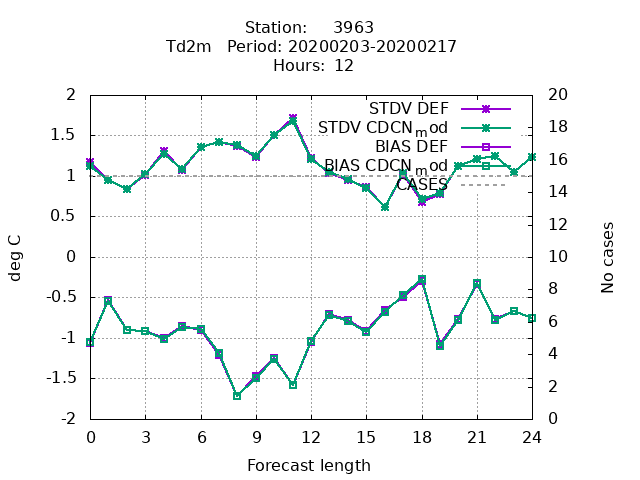 Station: 3963
Td2m Period: 20200203-20200217
Hours: 12
STDV DEF
STDV CDCNmod
BIAS DEF
BIAS CDCNmod
CASES
2
1.5
1
0.5
0
-0.5
-1
-1.5
-2
20
18
16
14
12
10
8
6
4
2
0
deg C
No cases
0 3 6 9 12 15 18 21 24
Forecast length